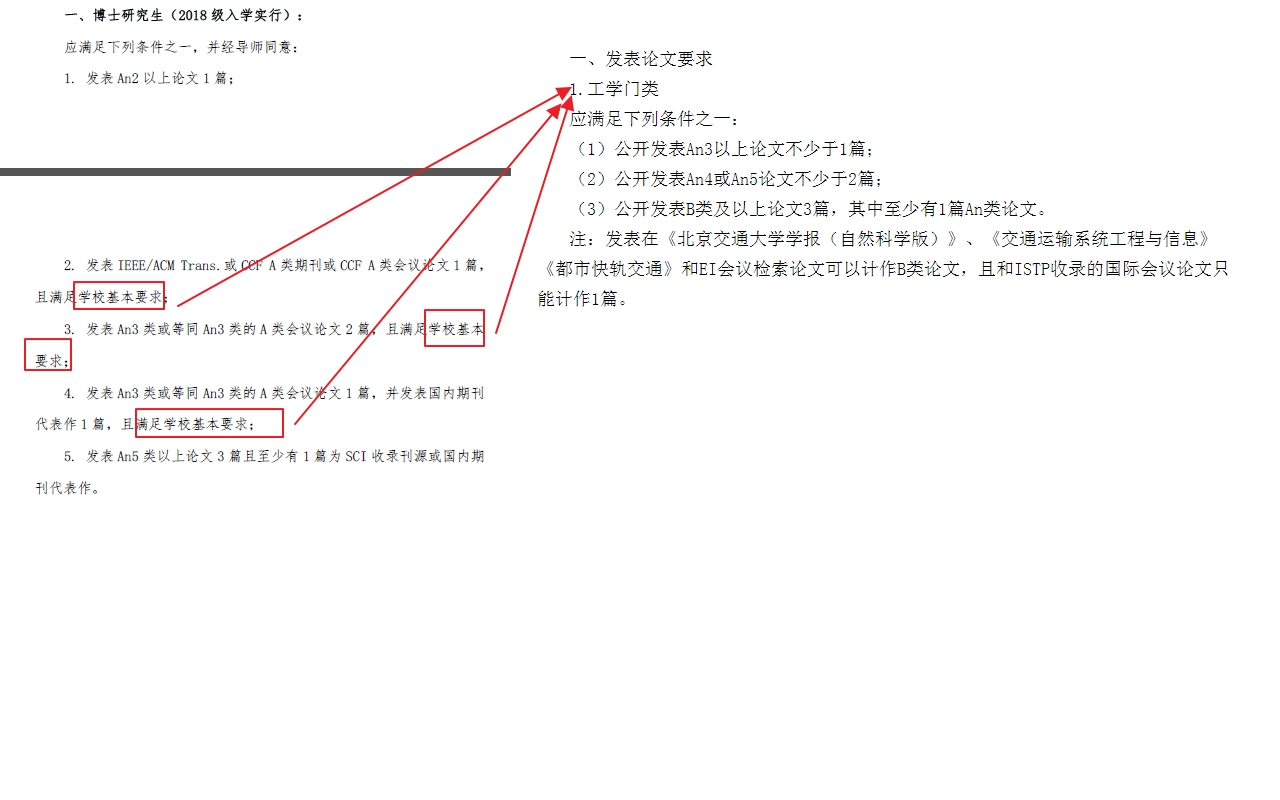 一、博士研究生（2018 级入学实行）：
应满足下列条件之一，并经导师同意：
1. 发表 An2 以上论文 1 篇；
2. 发表 IEEE/ACM Trans.或 CCF A 类期刊或 CCF A 类会议论文 1 篇，
且满足学校基本要求；
3. 发表 An3 类或等同 An3 类的 A 类会议论文 2 篇，且满足学校基本
要求；
4. 发表 An3 类或等同 An3 类的 A 类会议论文 1 篇，并发表国内期刊
代表作 1 篇，且满足学校基本要求；
5. 发表 An5 类以上论文 3 篇且至少有 1 篇为 SCI 收录刊源或国内期
刊代表作。
一、发表论文要求
1.工学门类
应满足下列条件之一：
（1）公开发表An3以上论文不少于1篇；
（2）公开发表An4或An5论文不少于2篇；
（3）公开发表B类及以上论文3篇，其中至少有1篇An类论文。
注：发表在《北京交通大学学报（自然科学版）》、《交通运输系统工程与信息》
《都市快轨交通》和EI会议检索论文可以计作B类论文，且和ISTP收录的国际会议论文只
能计作1篇。